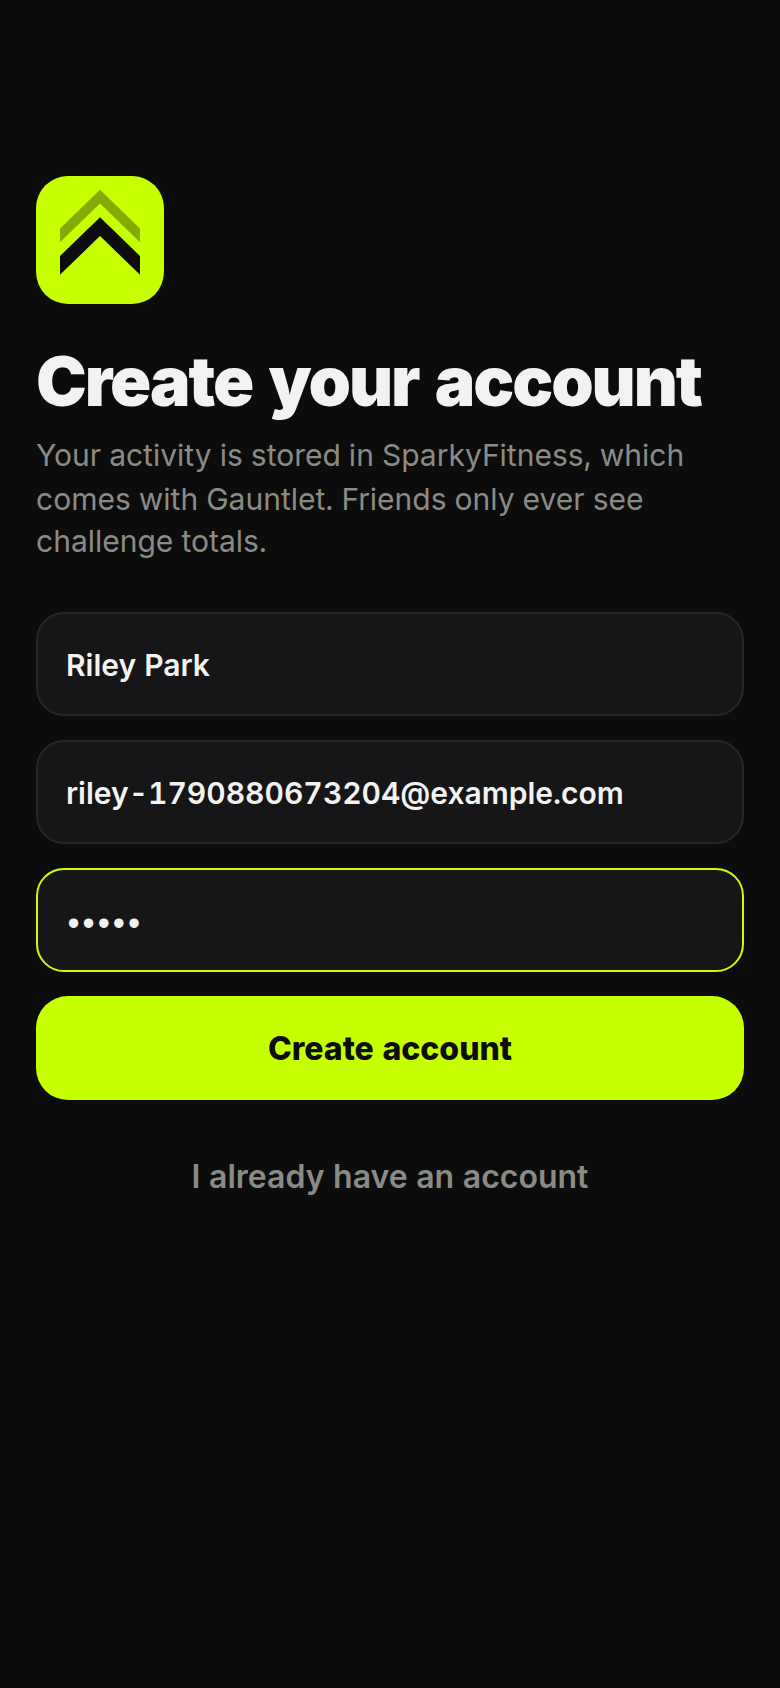 Create your account
Your activity is stored in SparkyFitness, which
comes with Gauntlet. Friends only ever see
challenge totals.
Riley Park
riley-1790880673204@example.com
•••••
Create account
I already have an account